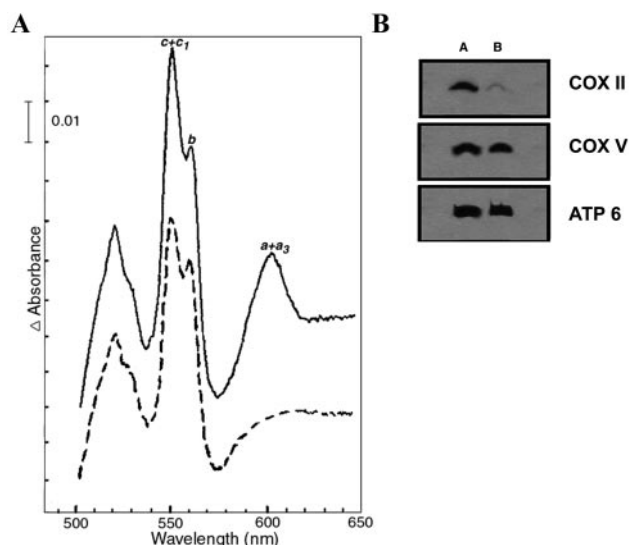 A
c+c1
b
a+a3
0.01
Δ Absorbance
500 550 600 650
Wavelength (nm)
B
A B
COX II
COX V
ATP 6